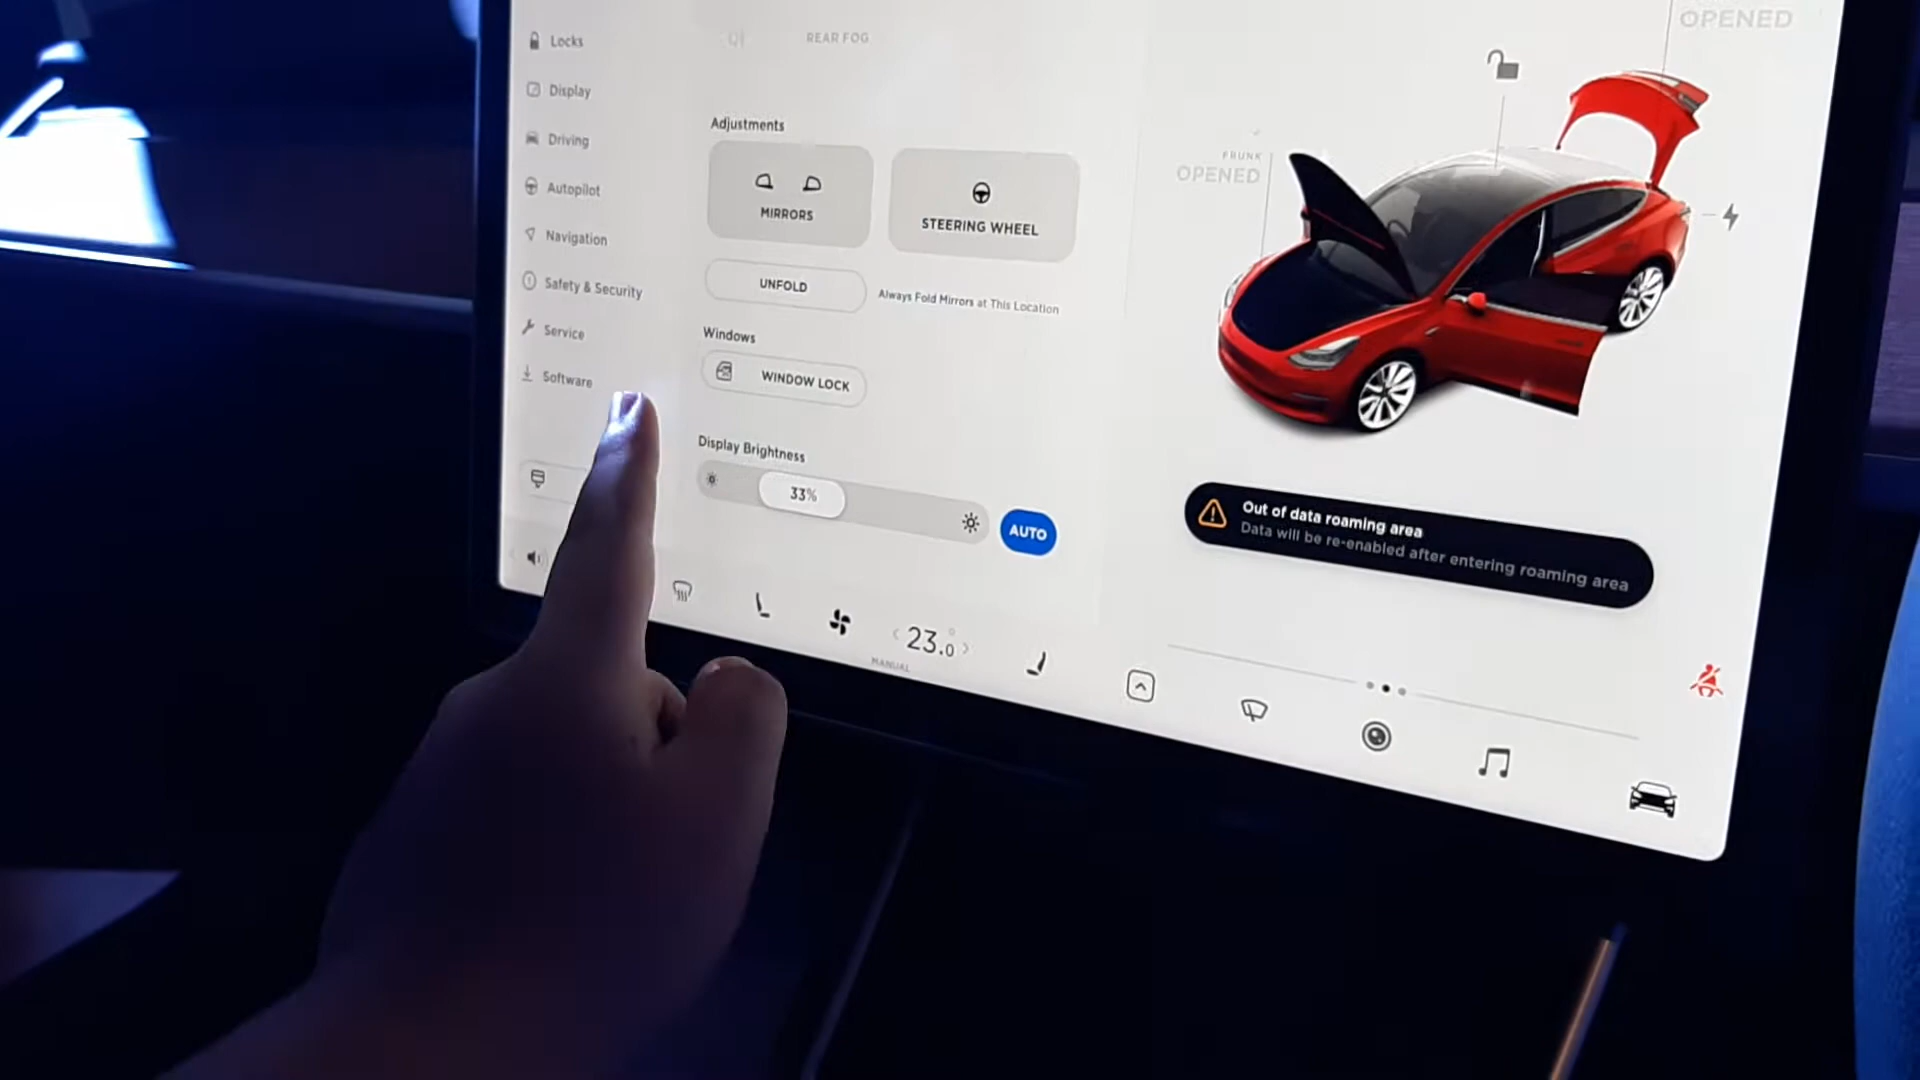 Locks
Display
Driving
Autopilot
Navigation
Safety & Security
Service
Software
REAR FOG
Adjustments
MIRRORS
STEERING WHEEL
UNFOLD
Always Fold Mirrors at This Location
Windows
WINDOW LOCK
Display Brightness
33%
AUTO
OPENED
FRUNK
OPENED
Out of data roaming area
Data will be re-enabled after entering roaming area
23.0°
MANUAL